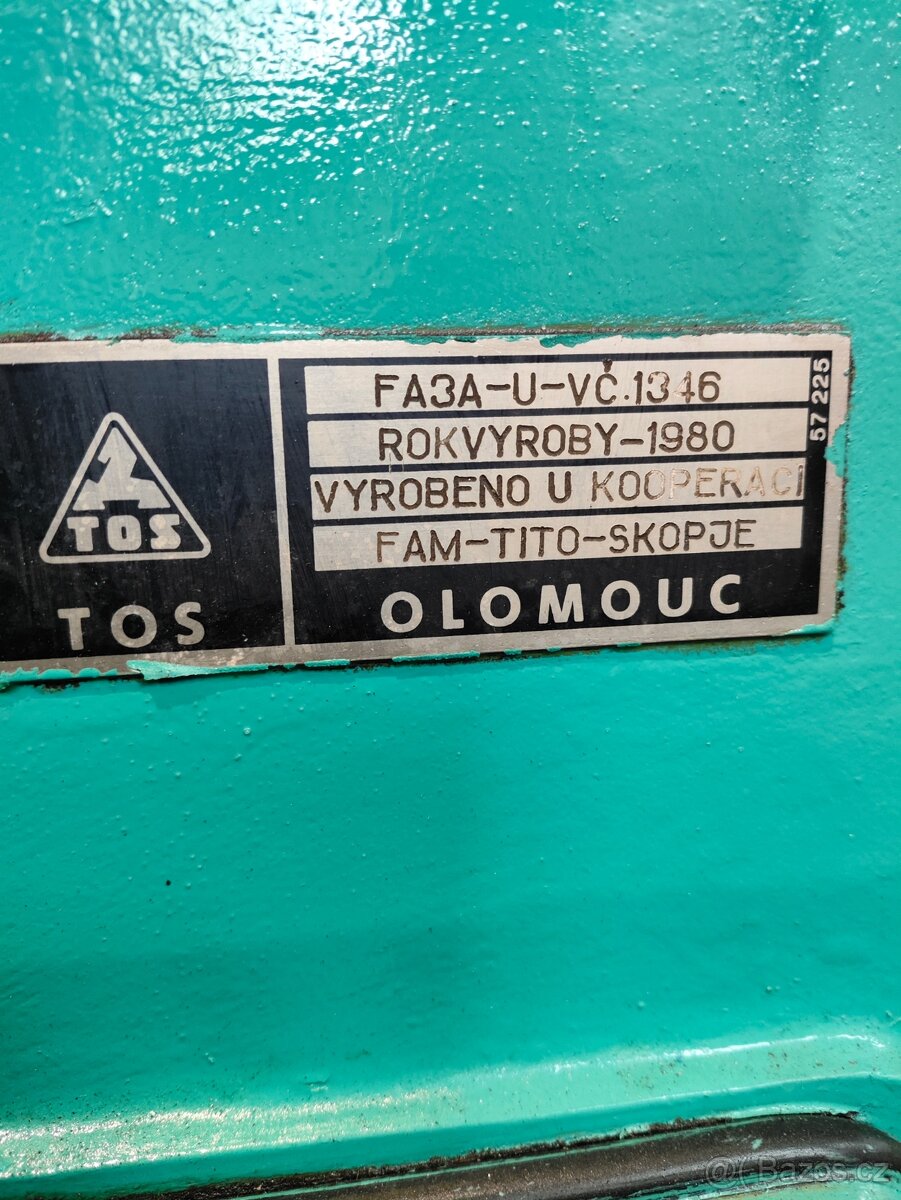 TOS
TOS
FA3A-U-VČ.1346
ROKVYROBY-1980
VYROBENO U KOOPERACI
FAM-TITO-SKOPJE
OLOMOUC
57 225
@ Bazos.cz